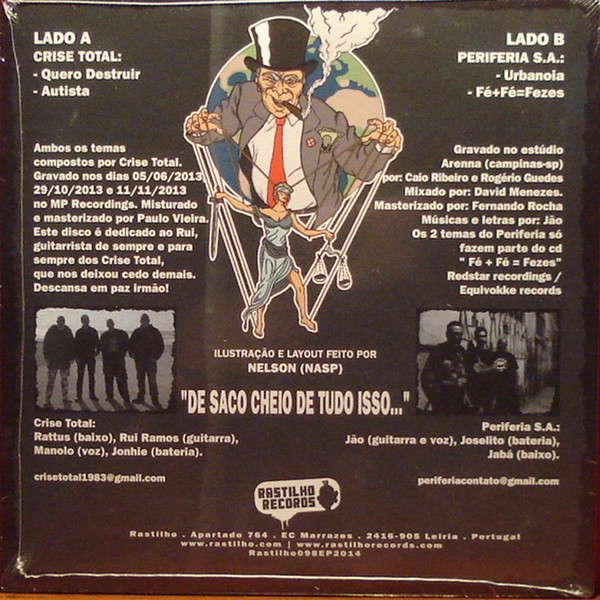 LADO A
CRISE TOTAL:
- Quero Destruir
- Autista
LADO B
PERIFERIA S.A.:
- Urbanoia
- Fé+Fé=Fezes
Ambos os temas
compostos por Crise Total.
Gravados nos dias 05/06/2013
29/10/2013 e 11/11/2013
no MP Recordings. Misturado
e masterizado por Paulo Vieira.
Este disco é dedicado ao Rui,
guitarrista de sempre e para
sempre dos Crise Total,
que nos deixou cedo demais.
Descansa em paz irmão!
Gravado no estúdio
Arenna (campinas-sp)
por: Caio Ribeiro e Rogério Guedes
Mixado por: David Menezes.
Masterizado por: Fernando Rocha
Músicas e letras por: Jão
Os 2 temas do Periferia só
fazem parte do cd
" Fé + Fé = Fezes"
Redstar recordings /
Equivokke records
ILUSTRAÇÃO E LAYOUT FEITO POR
NELSON (NASP)
"DE SACO CHEIO DE TUDO ISSO..."
Crise Total:
Rattus (baixo), Rui Ramos (guitarra),
Manolo (voz), Jonhie (bateria).
crisetotal1983@gmail.com
Periferia S.A.:
Jão (guitarra e voz), Joselito (bateria),
Jabá (baixo).
periferiacontato@gmail.com
RASTILHO
RECORDS
Rastilho . Apartado 764 . EC Marrazes . 2416-905 Leiria . Portugal
www.rastilho.com | www.rastilhorecords.com
Rastilho098EP2014